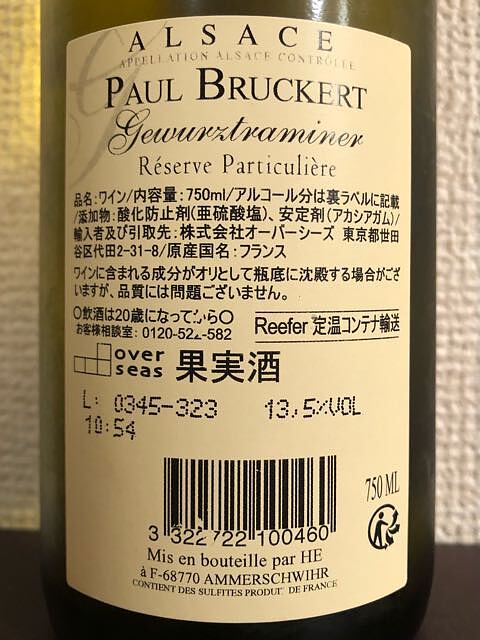 ALSACE
APPELLATION ALSACE CONTRÔLÉE
PAUL BRUCKERT
Gewurztraminer
Réserve Particulière
品名:ワイン/内容量:750ml/アルコール分は裏ラベルに記載
/添加物:酸化防止剤(亜硫酸塩)、安定剤(アカシアガム)/
輸入者及び引取先:株式会社オーバーシーズ 東京都世田
谷区代田2-31-8/原産国名:フランス
ワインに含まれる成分がオリとして瓶底に沈殿する場合がござ
いますが、品質には問題ございません。
〇飲酒は20歳になってから〇
お客様相談室:0120-522-582
Reefer 定温コンテナ輸送
over
seas
果実酒
L: 0345-323 13,5%VOL
10:54
750 ML
3 322722 100460
Mis en bouteille par HE
à F-68770 AMMERSCHWIHR
CONTIENT DES SULFITES PRODUIT DE FRANCE